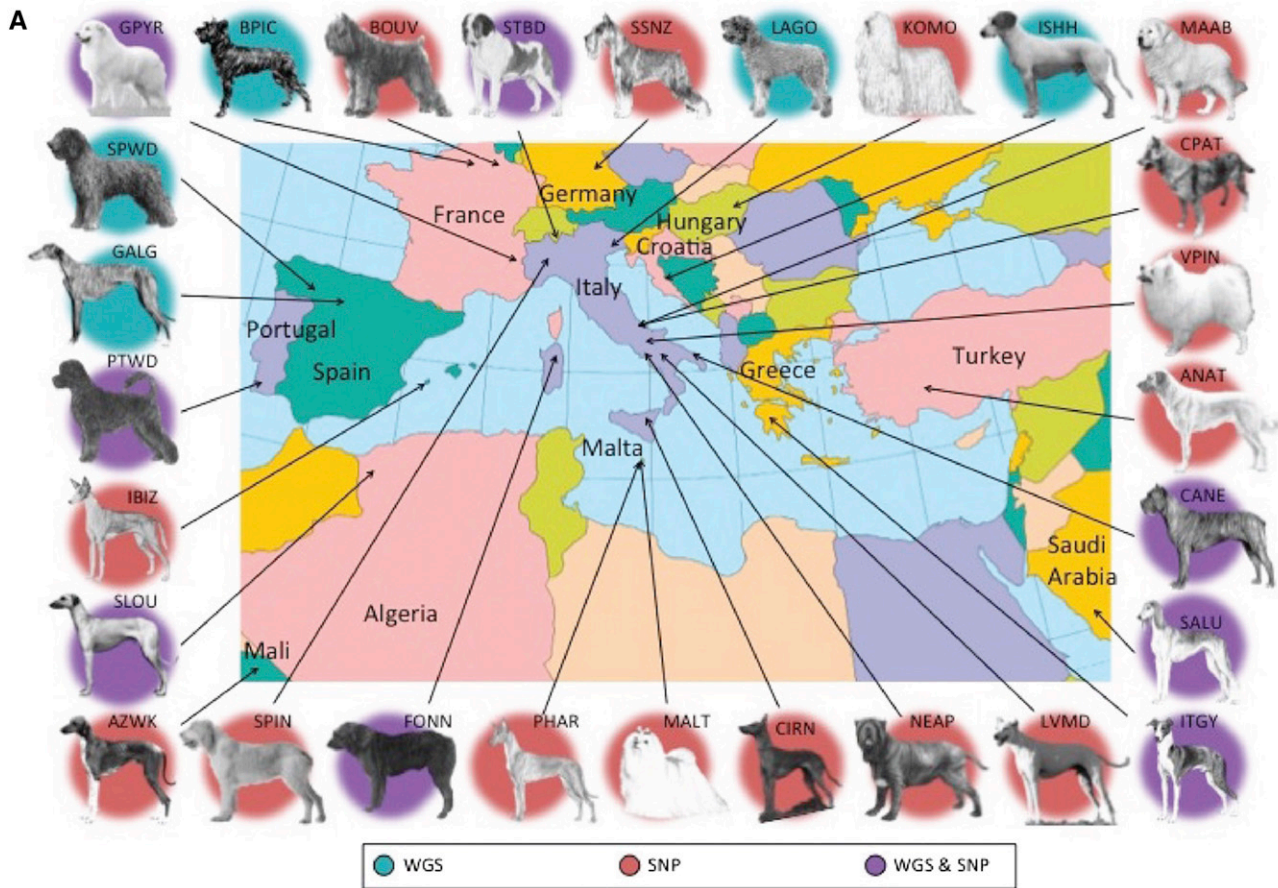 A
GPYR BPIC BOUV STBD SSNZ LAGO KOMO ISHH MAAB
SPWD
CPAT
GALG
VPIN
PTWD
ANAT
IBIZ
CANE
SLOU
SALU
AZWK SPIN FONN PHAR MALT CIRN NEAP LVMD ITGY
Germany
France
Hungary
Croatia
Italy
Portugal
Spain
Greece
Turkey
Malta
Saudi
Arabia
Algeria
Mali
WGS SNP WGS & SNP